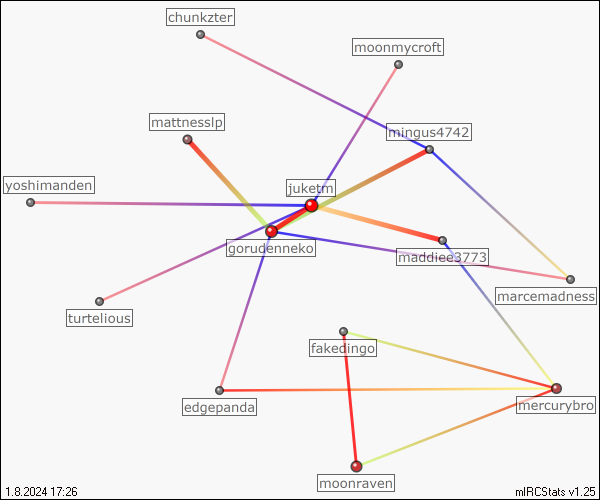 chunkzter
moonmycroft
mattnesslp
mingus4742
yoshimanden
juketm
gorudenneko
maddiee3773
marcemadness
turtelious
fakedingo
edgepanda
mercurybro
moonraven
1.8.2024 17:26
mIRCStats v1.25